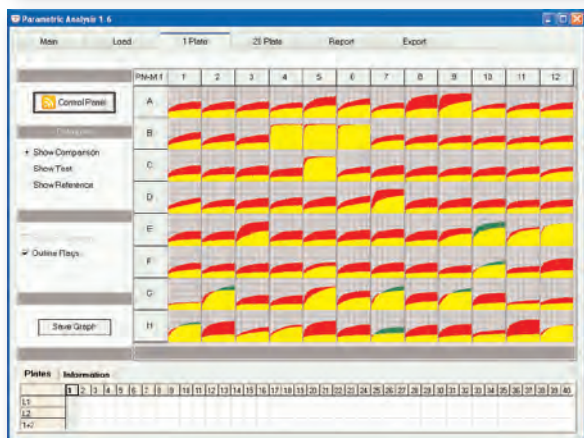 Parametric Analysis 1.6
Main Load 1 Plate 20 Plate Report Export
PM-M 1 1 2 3 4 5 6 7 8 9 10 11 12
Control Panel
Show Comparison
Show Test
Show Reference
Outline Flags
Save Graph
A
B
C
D
E
F
G
H
Plates Information
1 2 3 4 5 6 7 8 9 10 11 12 13 14 15 16 17 18 19 20 21 22 23 24 25 26 27 28 29 30 31 32 33 34 35 36 37 38 39 40
L1
L2
1+2